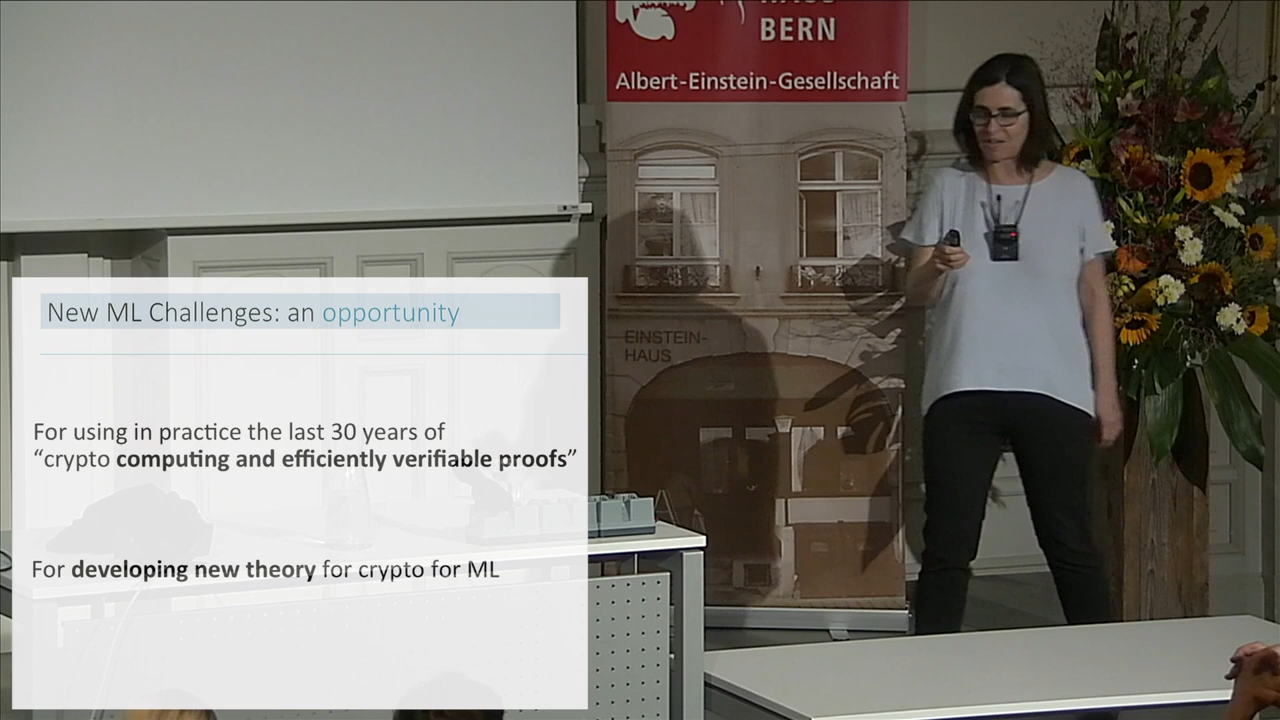 New ML Challenges: an opportunity
For using in practice the last 30 years of
“crypto computing and efficiently verifiable proofs”
For developing new theory for crypto for ML
BERN
Albert-Einstein-Gesellschaft
EINSTEIN-
HAUS